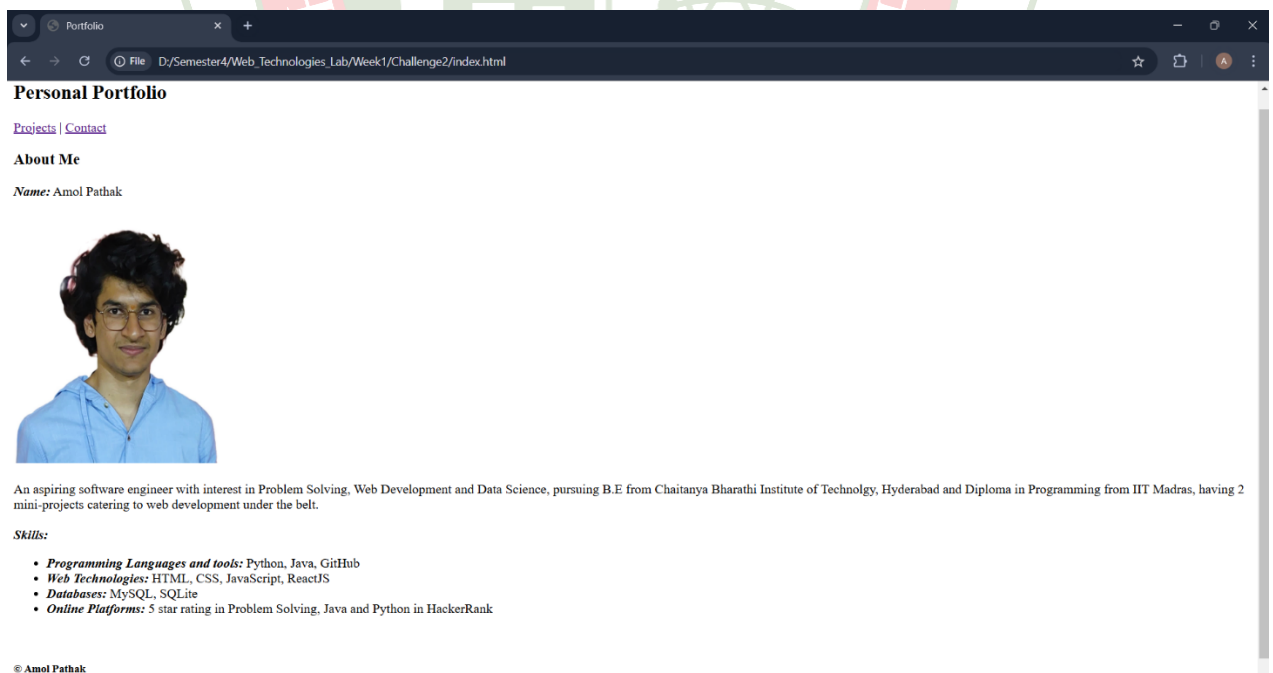 Portfolio
File D:/Semester4/Web_Technologies_Lab/Week1/Challenge2/index.html
A
Personal Portfolio
Projects | Contact
About Me
Name: Amol Pathak
An aspiring software engineer with interest in Problem Solving, Web Development and Data Science, pursuing B.E from Chaitanya Bharathi Institute of Technolgy, Hyderabad and Diploma in Programming from IIT Madras, having 2
mini-projects catering to web development under the belt.
Skills:
• Programming Languages and tools: Python, Java, GitHub
• Web Technologies: HTML, CSS, JavaScript, ReactJS
• Databases: MySQL, SQLite
• Online Platforms: 5 star rating in Problem Solving, Java and Python in HackerRank
© Amol Pathak